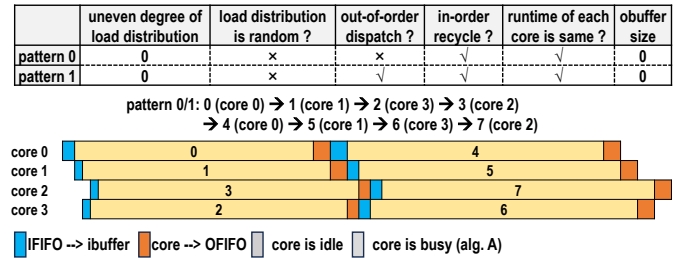 uneven degree of load distribution | load distribution is random ? | out-of-order dispatch ? | in-order recycle ? | runtime of each core is same ? | obuffer size
pattern 0 | 0 | × | × | √ | √ | 0
pattern 1 | 0 | × | √ | √ | √ | 0
pattern 0/1: 0 (core 0) → 1 (core 1) → 2 (core 3) → 3 (core 2)
→ 4 (core 0) → 5 (core 1) → 6 (core 3) → 7 (core 2)
core 0 0 4
core 1 1 5
core 2 3 7
core 3 2 6
IFIFO --> ibuffer core --> OFIFO core is idle core is busy (alg. A)